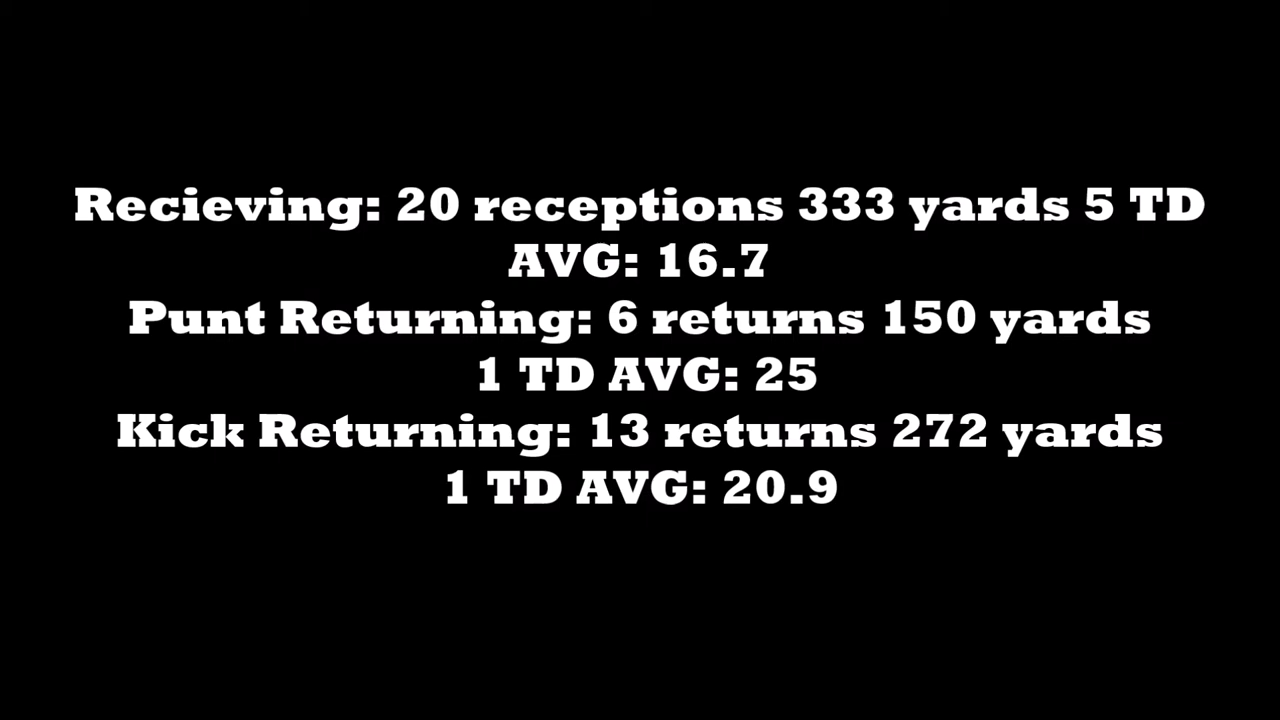 Recieving: 20 receptions 333 yards 5 TD
AVG: 16.7
Punt Returning: 6 returns 150 yards
1 TD AVG: 25
Kick Returning: 13 returns 272 yards
1 TD AVG: 20.9